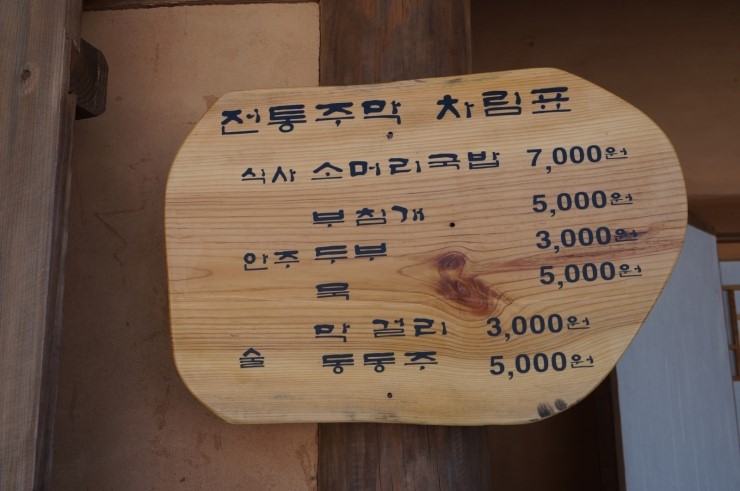 전통주막 차림표
식사 소머리국밥 7,000원
부침개 5,000원
안주 두부 3,000원
묵 5,000원
막걸리 3,000원
술 동동주 5,000원